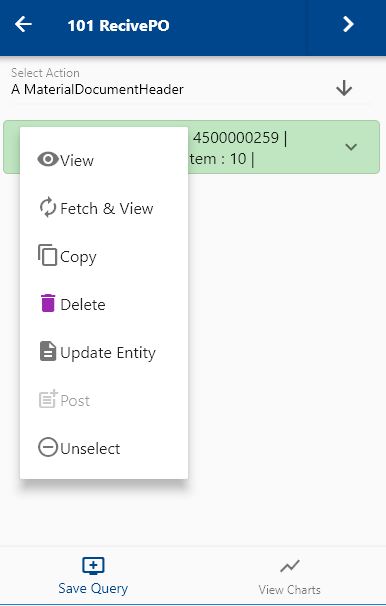 101 RecivePO
Select Action
A MaterialDocumentHeader
4500000259 |
tem : 10 |
View
Fetch & View
Copy
Delete
Update Entity
Post
Unselect
Save Query
View Charts